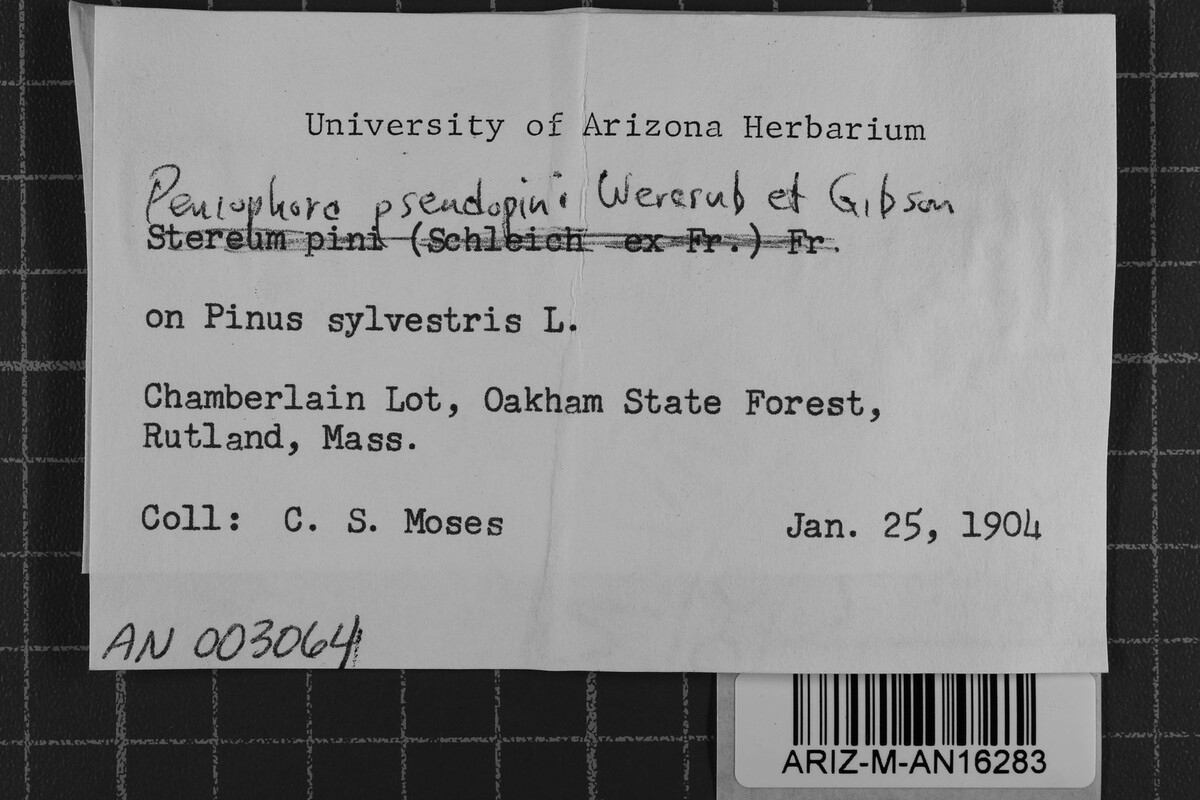 University of Arizona Herbarium
Peniophora pseudopini Weresub et Gibson
Stereum pini (Schleich ex Fr.) Fr.
on Pinus sylvestris L.
Chamberlain Lot, Oakham State Forest,
Rutland, Mass.
Coll: C. S. Moses Jan. 25, 1904
AN 003064
ARIZ-M-AN16283